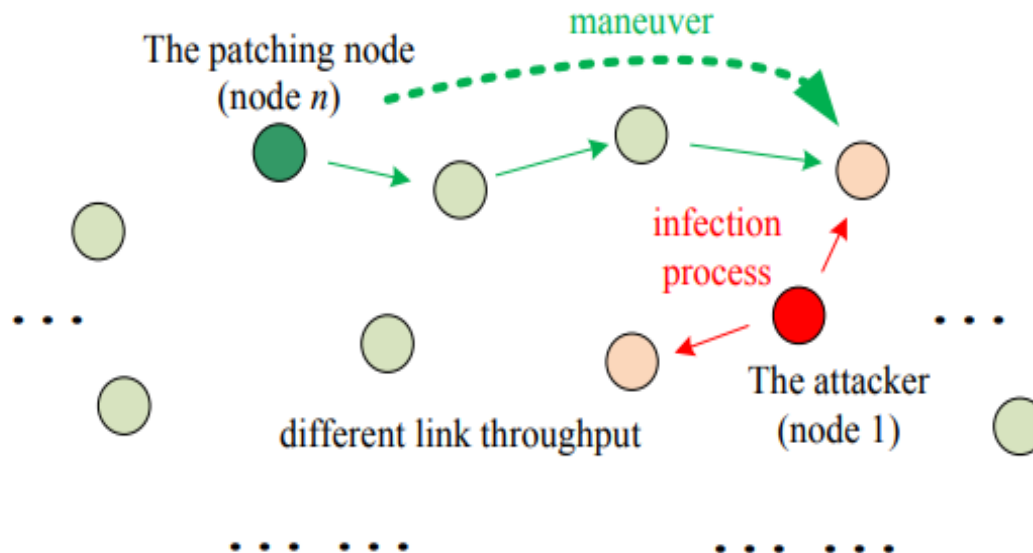 maneuver
The patching node
(node n)
infection
process
. . .
. . .
The attacker
(node 1)
different link throughput
. . . . . .
. . . . . .